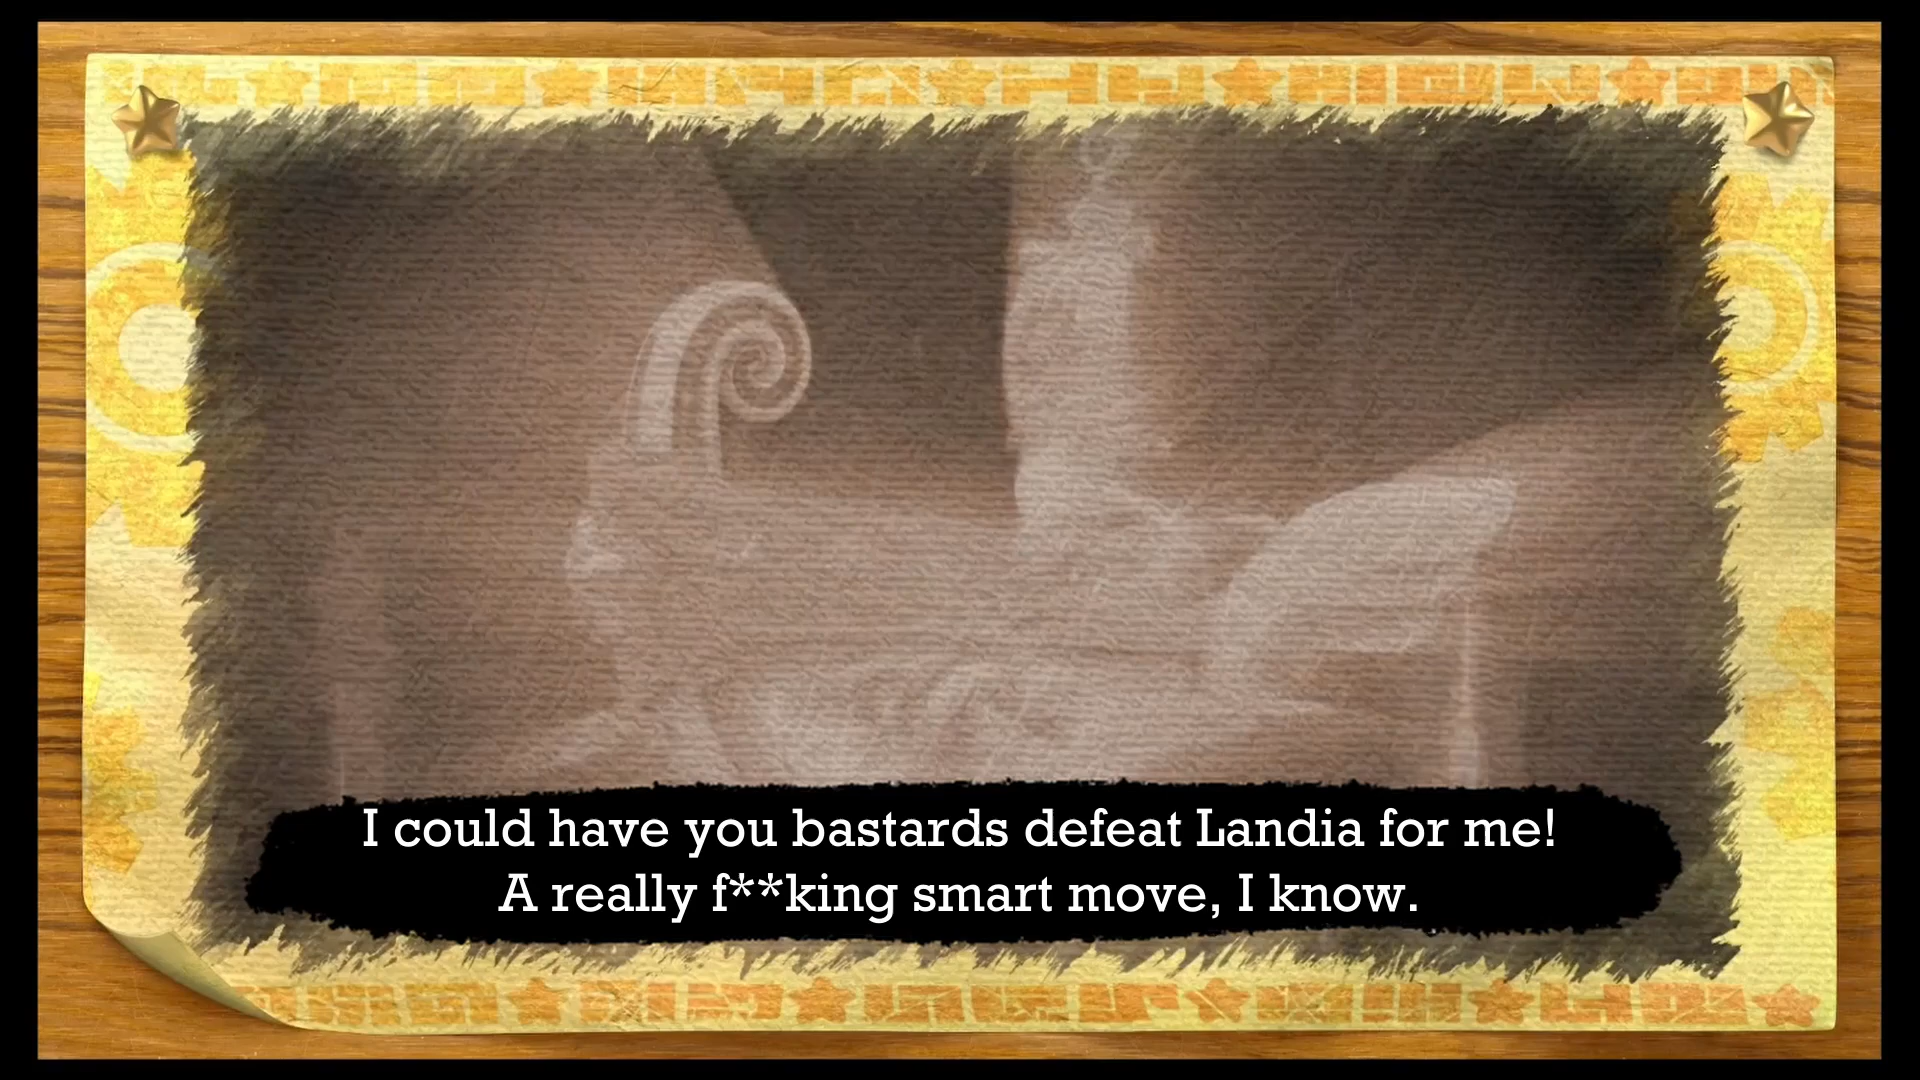 I could have you bastards defeat Landia for me!
A really f**king smart move, I know.